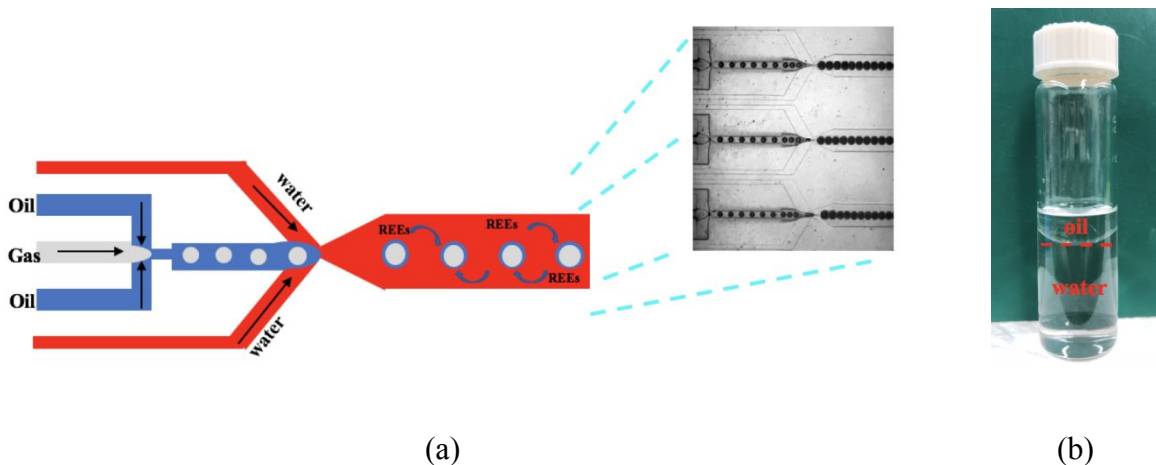 water
Oil
Gas
Oil
water
REEs
REEs
REEs
oil
water
(a)
(b)